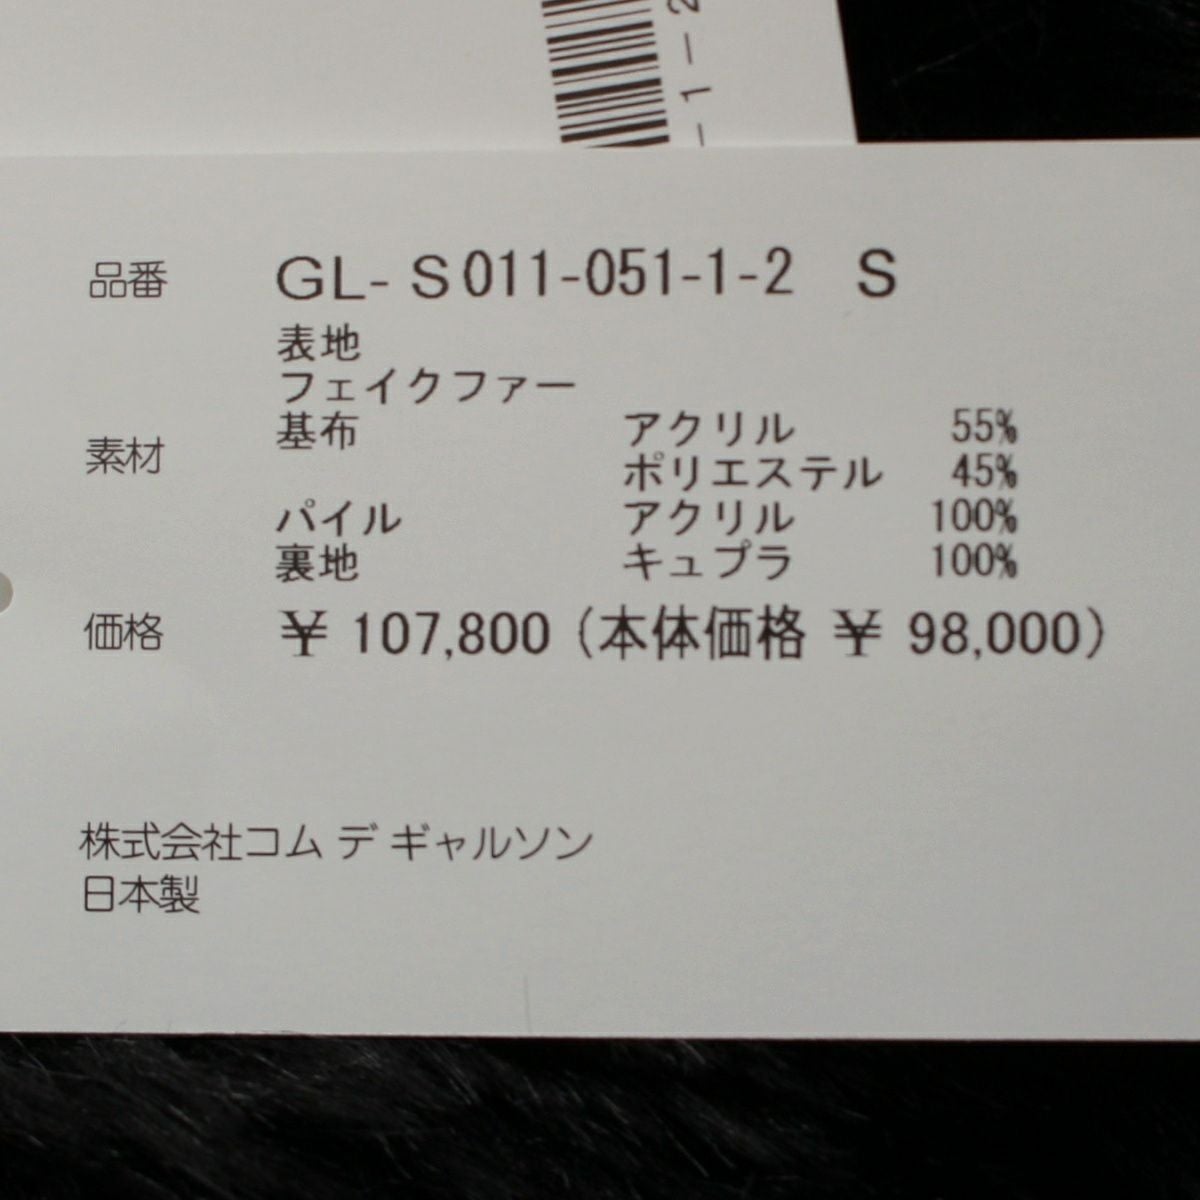 -1-2
品番 GL- S011-051-1-2 S
表地
フェイクファー
素材 基布 アクリル 55%
ポリエステル 45%
パイル アクリル 100%
裏地 キュプラ 100%
価格 ¥ 107,800 (本体価格 ¥ 98,000)
株式会社コム デ ギャルソン
日本製